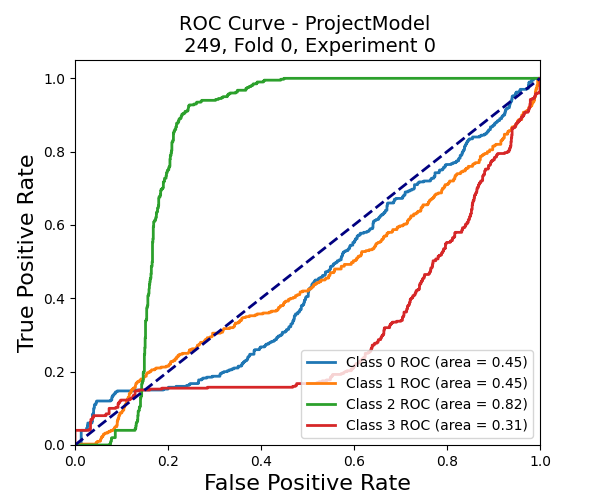 ROC Curve - ProjectModel
249, Fold 0, Experiment 0
True Positive Rate
1.0
0.8
0.6
0.4
0.2
0.0
0.0 0.2 0.4 0.6 0.8 1.0
False Positive Rate
Class 0 ROC (area = 0.45)
Class 1 ROC (area = 0.45)
Class 2 ROC (area = 0.82)
Class 3 ROC (area = 0.31)